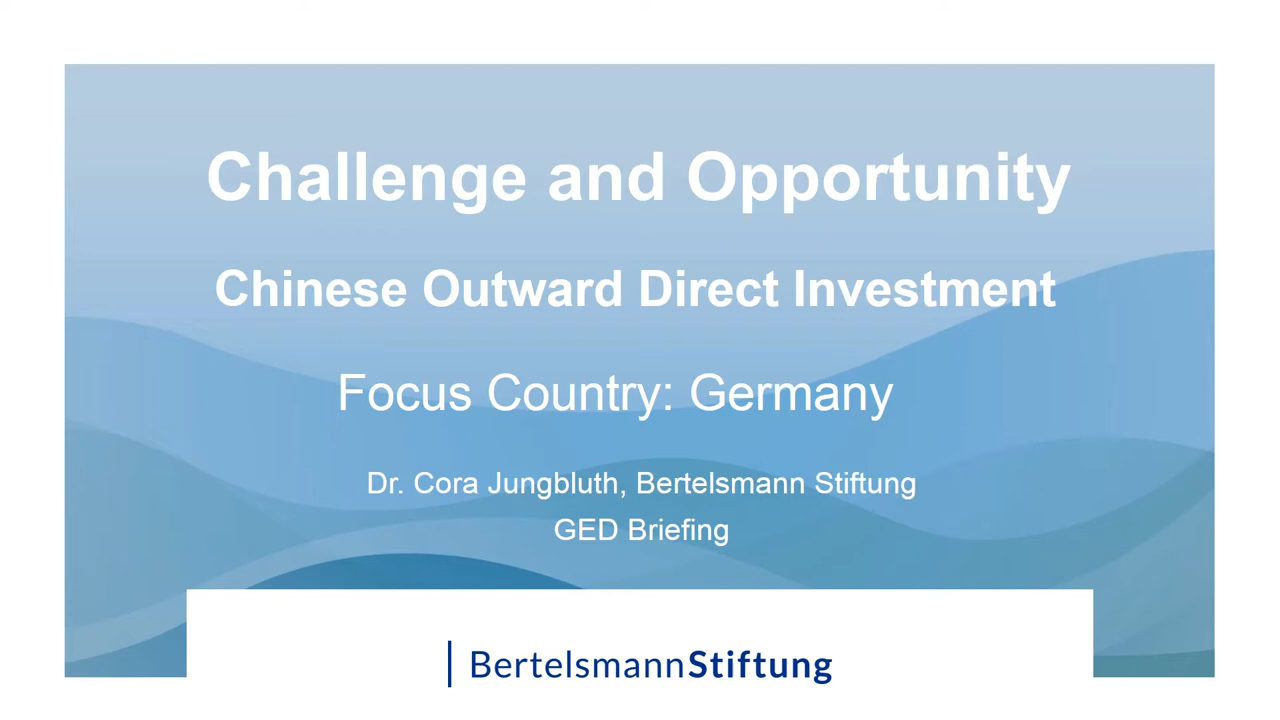 Challenge and Opportunity
Chinese Outward Direct Investment
Focus Country: Germany
Dr. Cora Jungbluth, Bertelsmann Stiftung
GED Briefing
BertelsmannStiftung